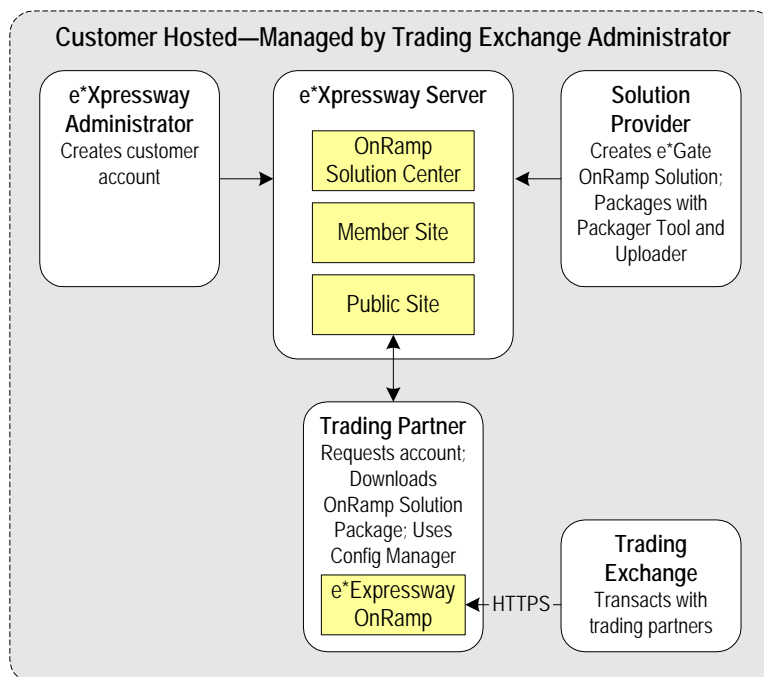 Customer Hosted—Managed by Trading Exchange Administrator
e*Xpressway
Administrator
Creates customer
account
e*Xpressway Server
OnRamp
Solution Center
Member Site
Public Site
Solution
Provider
Creates e*Gate
OnRamp Solution;
Packages with
Packager Tool and
Uploader
Trading Partner
Requests account;
Downloads
OnRamp Solution
Package; Uses
Config Manager
e*Expressway
OnRamp
HTTPS
Trading
Exchange
Transacts with
trading partners